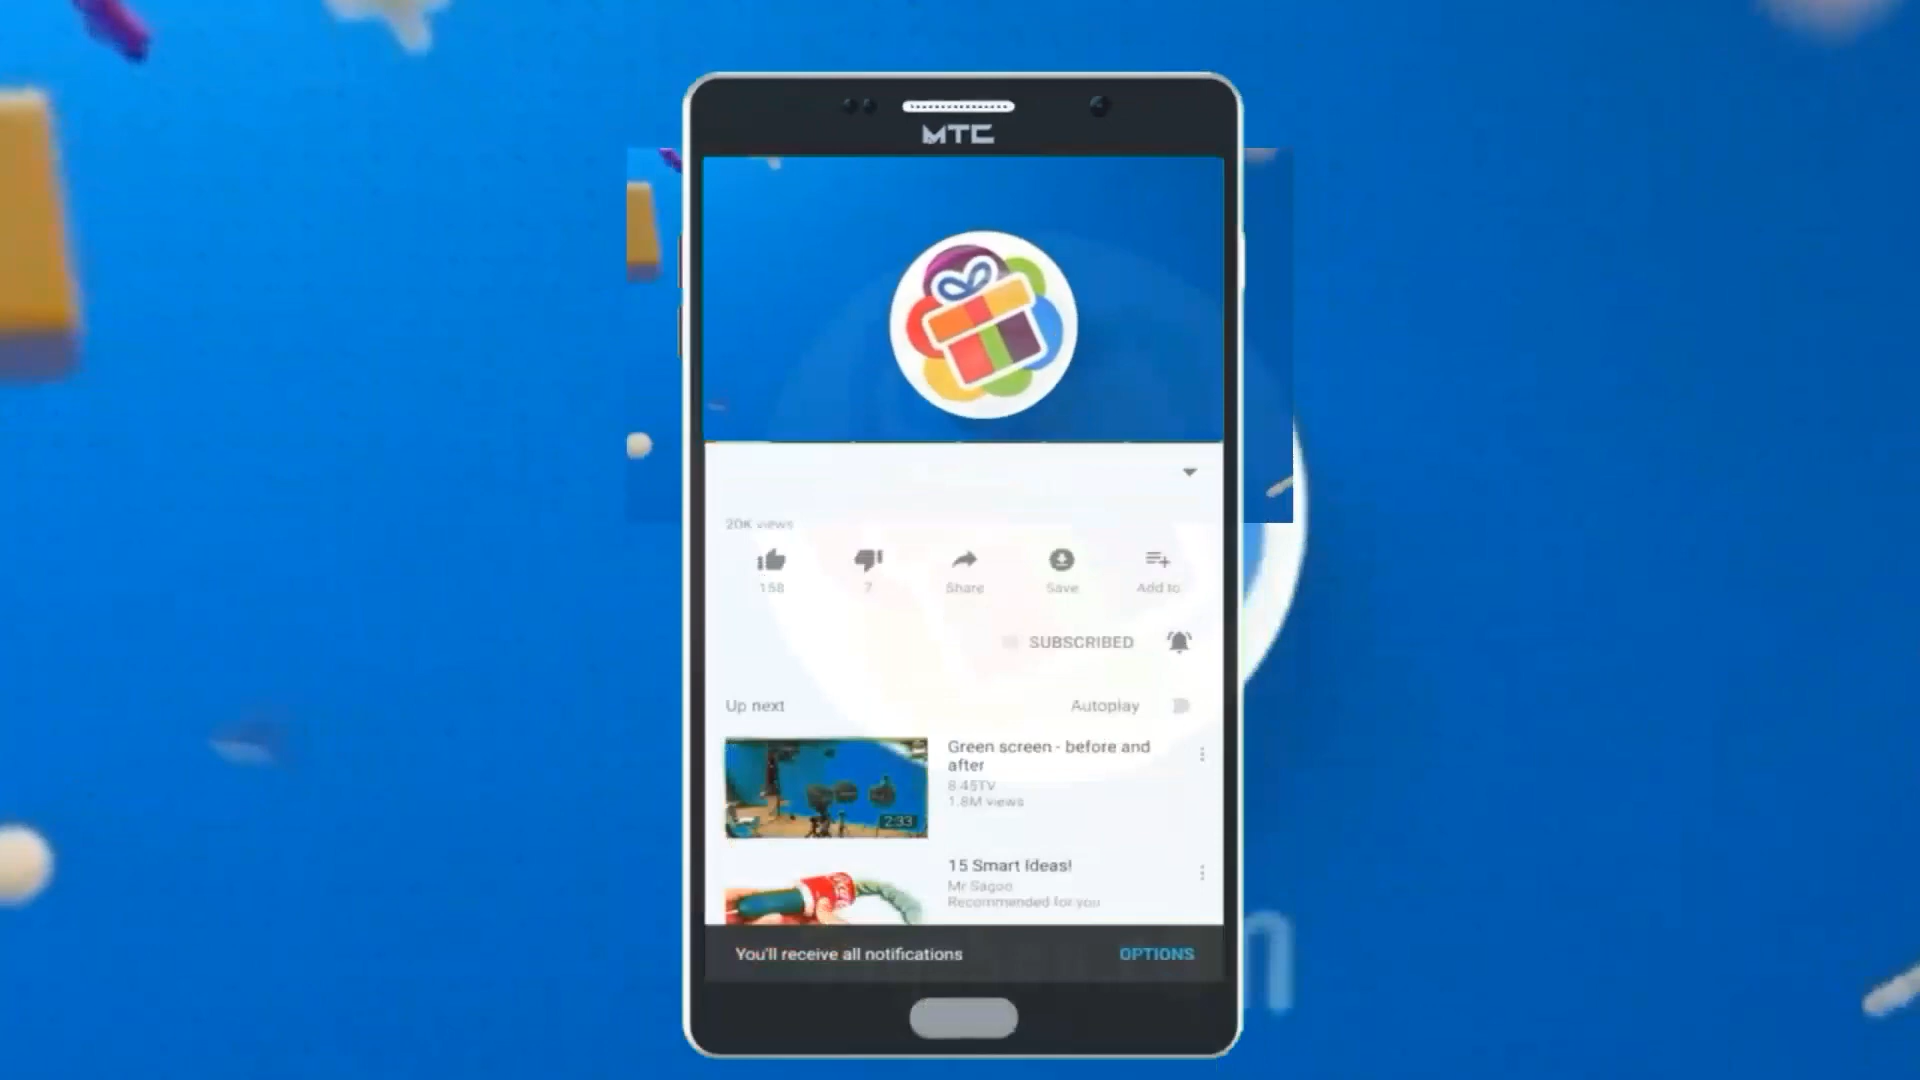 MTC
20K views
158
7
Share
Save
Add to
SUBSCRIBED
Up next
Autoplay
Green screen - before and
after
8.45TV
1.8M views
2:33
15 Smart Ideas!
Mr Sagoo
Recommended for you
You'll receive all notifications
OPTIONS